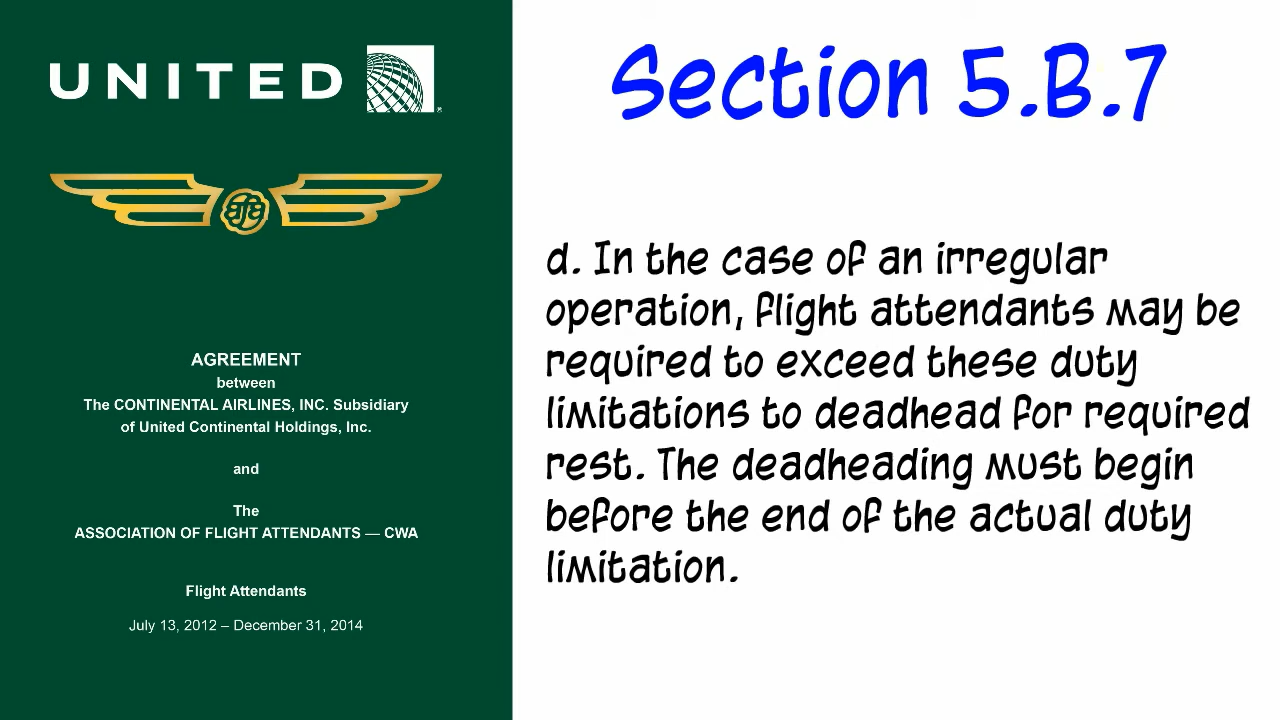 UNITED
afa
AGREEMENT
between
The CONTINENTAL AIRLINES, INC. Subsidiary
of United Continental Holdings, Inc.
and
The
ASSOCIATION OF FLIGHT ATTENDANTS — CWA
Flight Attendants
July 13, 2012 – December 31, 2014
Section 5.B.7
d. In the case of an irregular
operation, flight attendants may be
required to exceed these duty
limitations to deadhead for required
rest. The deadheading must begin
before the end of the actual duty
limitation.